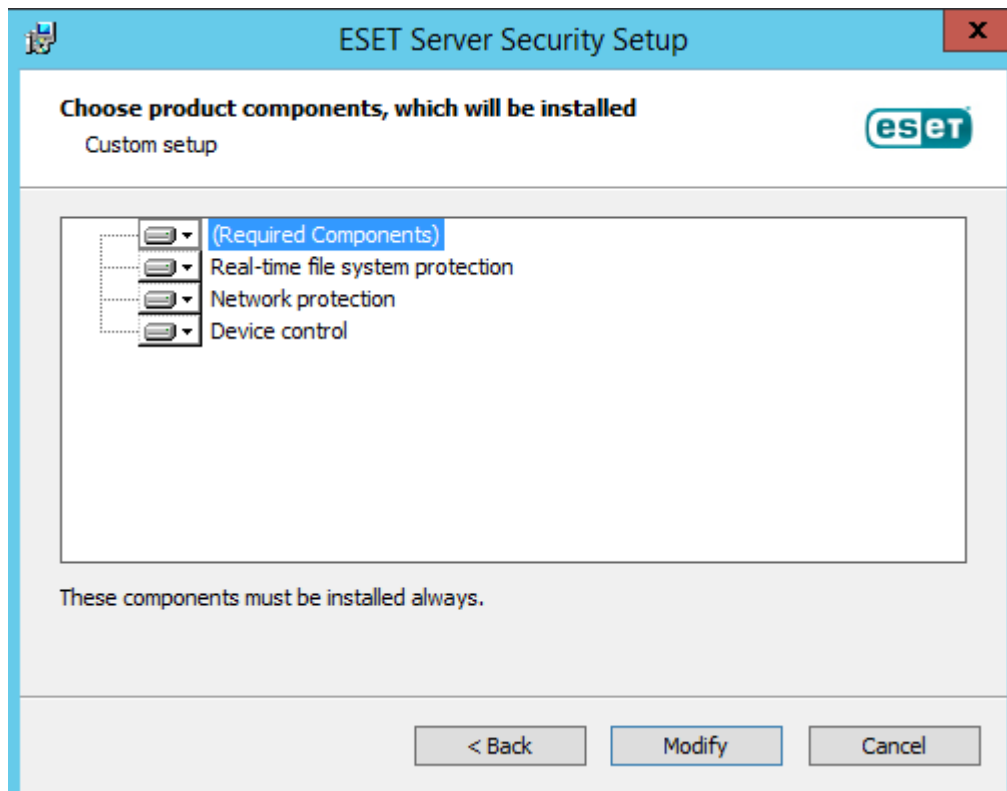 ESET Server Security Setup
x
Choose product components, which will be installed
Custom setup
eseT
(Required Components)
Real-time file system protection
Network protection
Device control
These components must be installed always.
< Back
Modify
Cancel